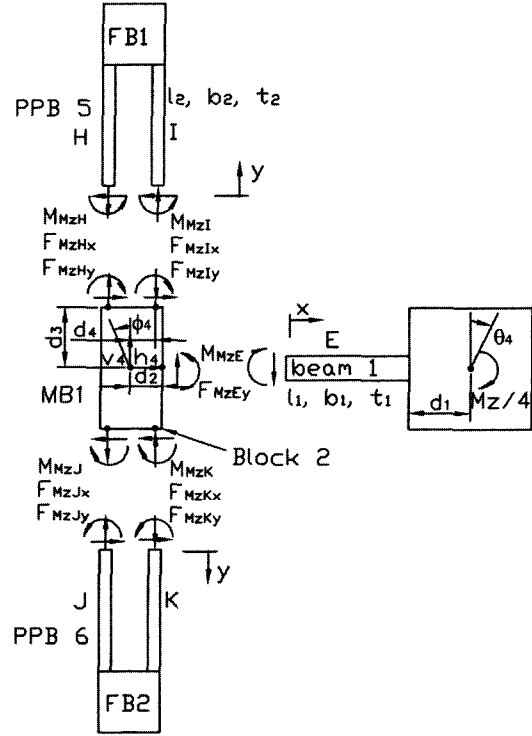 FB1
l2, b2, t2
PPB 5
H
I
y
MMzH
MMzI
FMzHx
FMzIx
FMzHy
FMzIy
x
E
θ4
d3
d4
ϕ4
v4
h4
d2
MMzE
FMzEy
beam 1
l1, b1, t1
d1
Mz/4
MB1
Block 2
MMzJ
MMzK
FMzJx
FMzKx
FMzJy
FMzKy
y
J
K
PPB 6
FB2